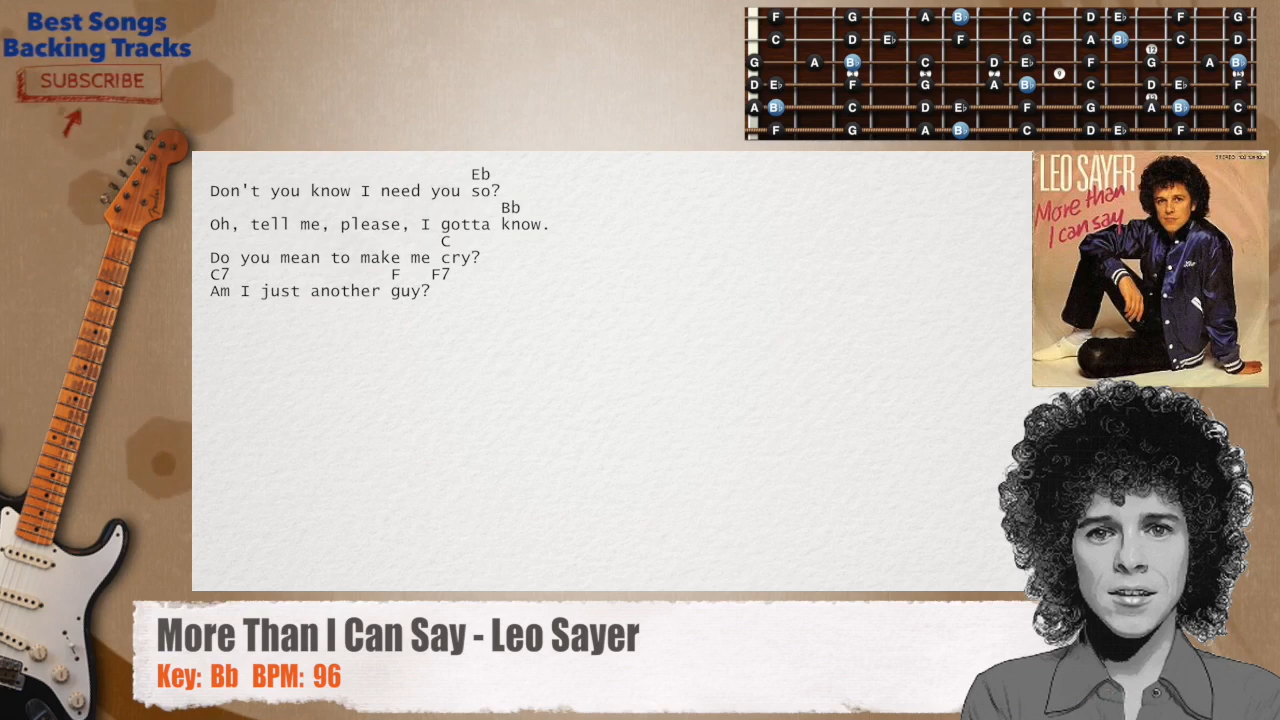 Best Songs
Backing Tracks
SUBSCRIBE
F G A B♭ C D E♭ F G
C D E♭ F G A B♭ C D
12
G A B♭ C D E♭ F G A B♭
9
D E♭ F G A B♭ C D E♭ F
A B♭ C D E♭ F G A B♭ C
F G A B♭ C D E♭ F G
LEO SAYER
More than
I can say
Eb
Don't you know I need you so?
Bb
Oh, tell me, please, I gotta know.
C
Do you mean to make me cry?
C7 F F7
Am I just another guy?
More Than I Can Say - Leo Sayer
Key: Bb BPM: 96